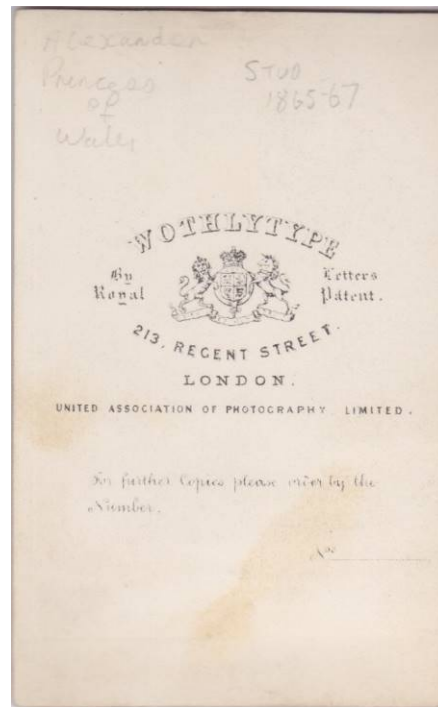 Alexander
Princess
of
Wales
STUD
1865-67
WOTHLYTYPE
By
Royal
Letters
Patent.
213, REGENT STREET.
LONDON.
UNITED ASSOCIATION OF PHOTOGRAPHY LIMITED.
For further Copies please order by the
Number.
No.